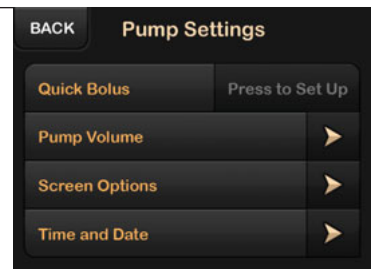 BACK Pump Settings
Quick Bolus Press to Set Up
Pump Volume
Screen Options
Time and Date